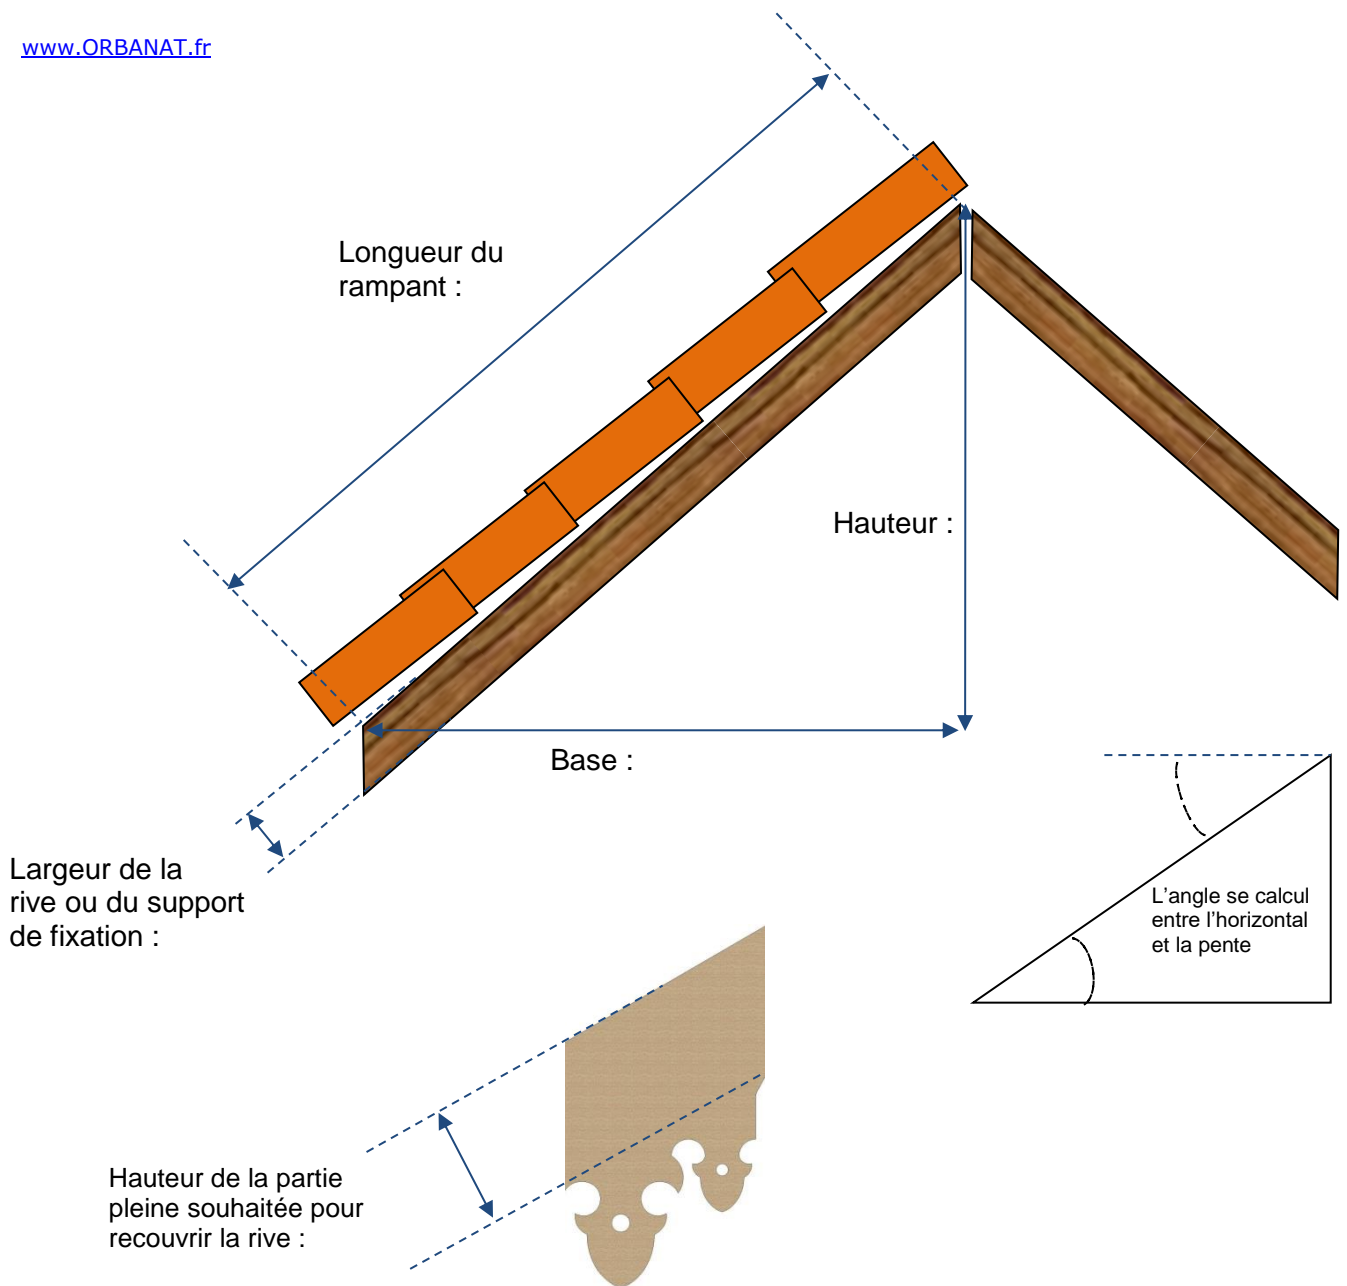 www.ORBANAT.fr
Longueur du
rampant :
Hauteur :
Base :
Largeur de la
rive ou du support
de fixation :
L’angle se calcul
entre l’horizontal
et la pente
Hauteur de la partie
pleine souhaitée pour
recouvrir la rive :